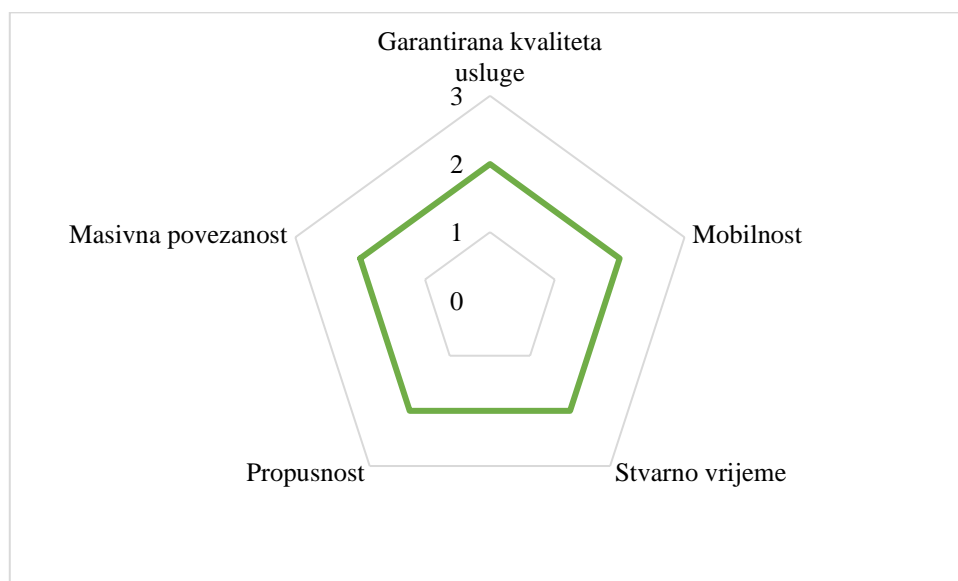 Garantirana kvaliteta
usluge
3
2
Masivna povezanost
Mobilnost
1
0
Propusnost
Stvarno vrijeme